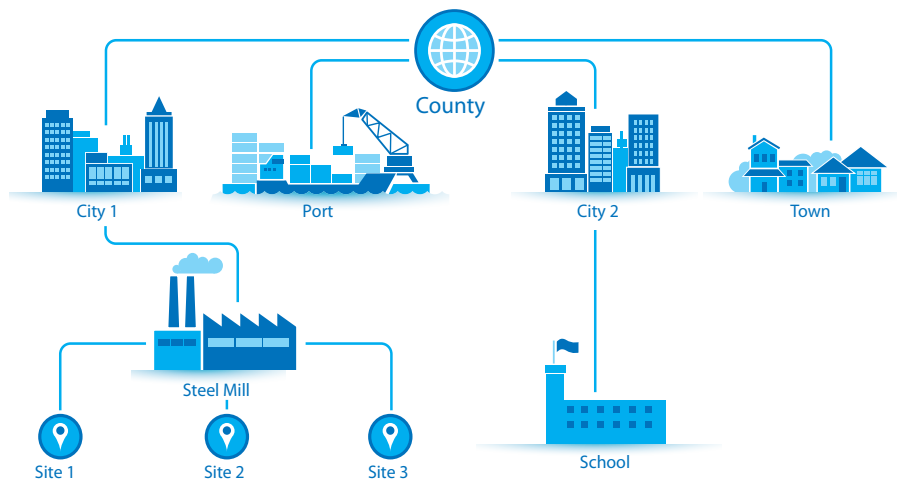 County
City 1
Port
City 2
Town
Steel Mill
School
Site 1
Site 2
Site 3